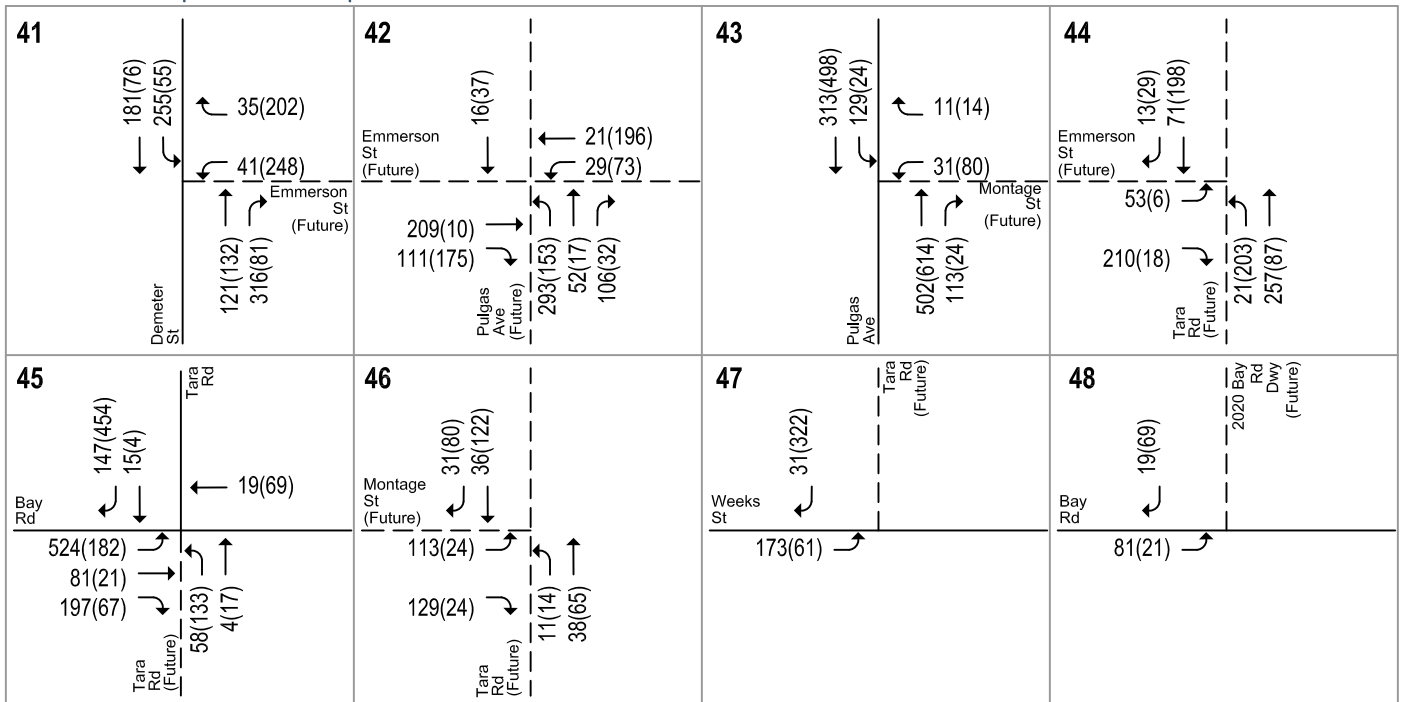 41
181(76)
255(55)
35(202)
41(248)
Emmerson
St
(Future)
121(132)
316(81)
Demeter
St
42
16(37)
Emmerson
St
(Future)
21(196)
29(73)
209(10)
111(175)
293(153)
52(17)
106(32)
Pulgas
Ave
(Future)
43
313(498)
129(24)
11(14)
31(80)
Montage
St
(Future)
502(614)
113(24)
Pulgas
Ave
44
13(29)
71(198)
Emmerson
St
(Future)
53(6)
210(18)
21(203)
257(87)
Tara
Rd
(Future)
45
Tara
Rd
147(454)
15(4)
19(69)
Bay
Rd
524(182)
81(21)
197(67)
58(133)
4(17)
Tara
Rd
(Future)
46
31(80)
36(122)
Montage
St
(Future)
113(24)
129(24)
11(14)
38(65)
Tara
Rd
(Future)
47
Tara
Rd
(Future)
31(322)
Weeks
St
173(61)
48
2020 Bay
Rd
Dwy
(Future)
19(69)
Bay
Rd
81(21)